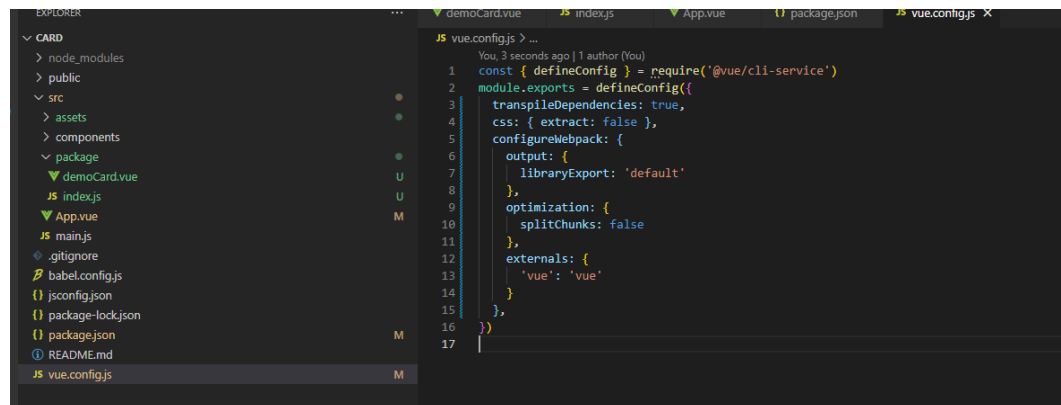 EXPLORER ...
CARD
node_modules
public
src
assets
components
package
demoCard.vue U
JS index.js U
App.vue M
JS main.js
.gitignore
babel.config.js
{} jsconfig.json
{} package-lock.json
{} package.json M
README.md
JS vue.config.js M
demoCard.vue JS index.js App.vue {} package.json JS vue.config.js ×
JS vue.config.js > ...
You, 3 seconds ago | 1 author (You)
1 const { defineConfig } = require('@vue/cli-service')
2 module.exports = defineConfig({
3 transpileDependencies: true,
4 css: { extract: false },
5 configureWebpack: {
6 output: {
7 libraryExport: 'default'
8 },
9 optimization: {
10 splitChunks: false
11 },
12 externals: {
13 'vue': 'vue'
14 }
15 },
16 })
17